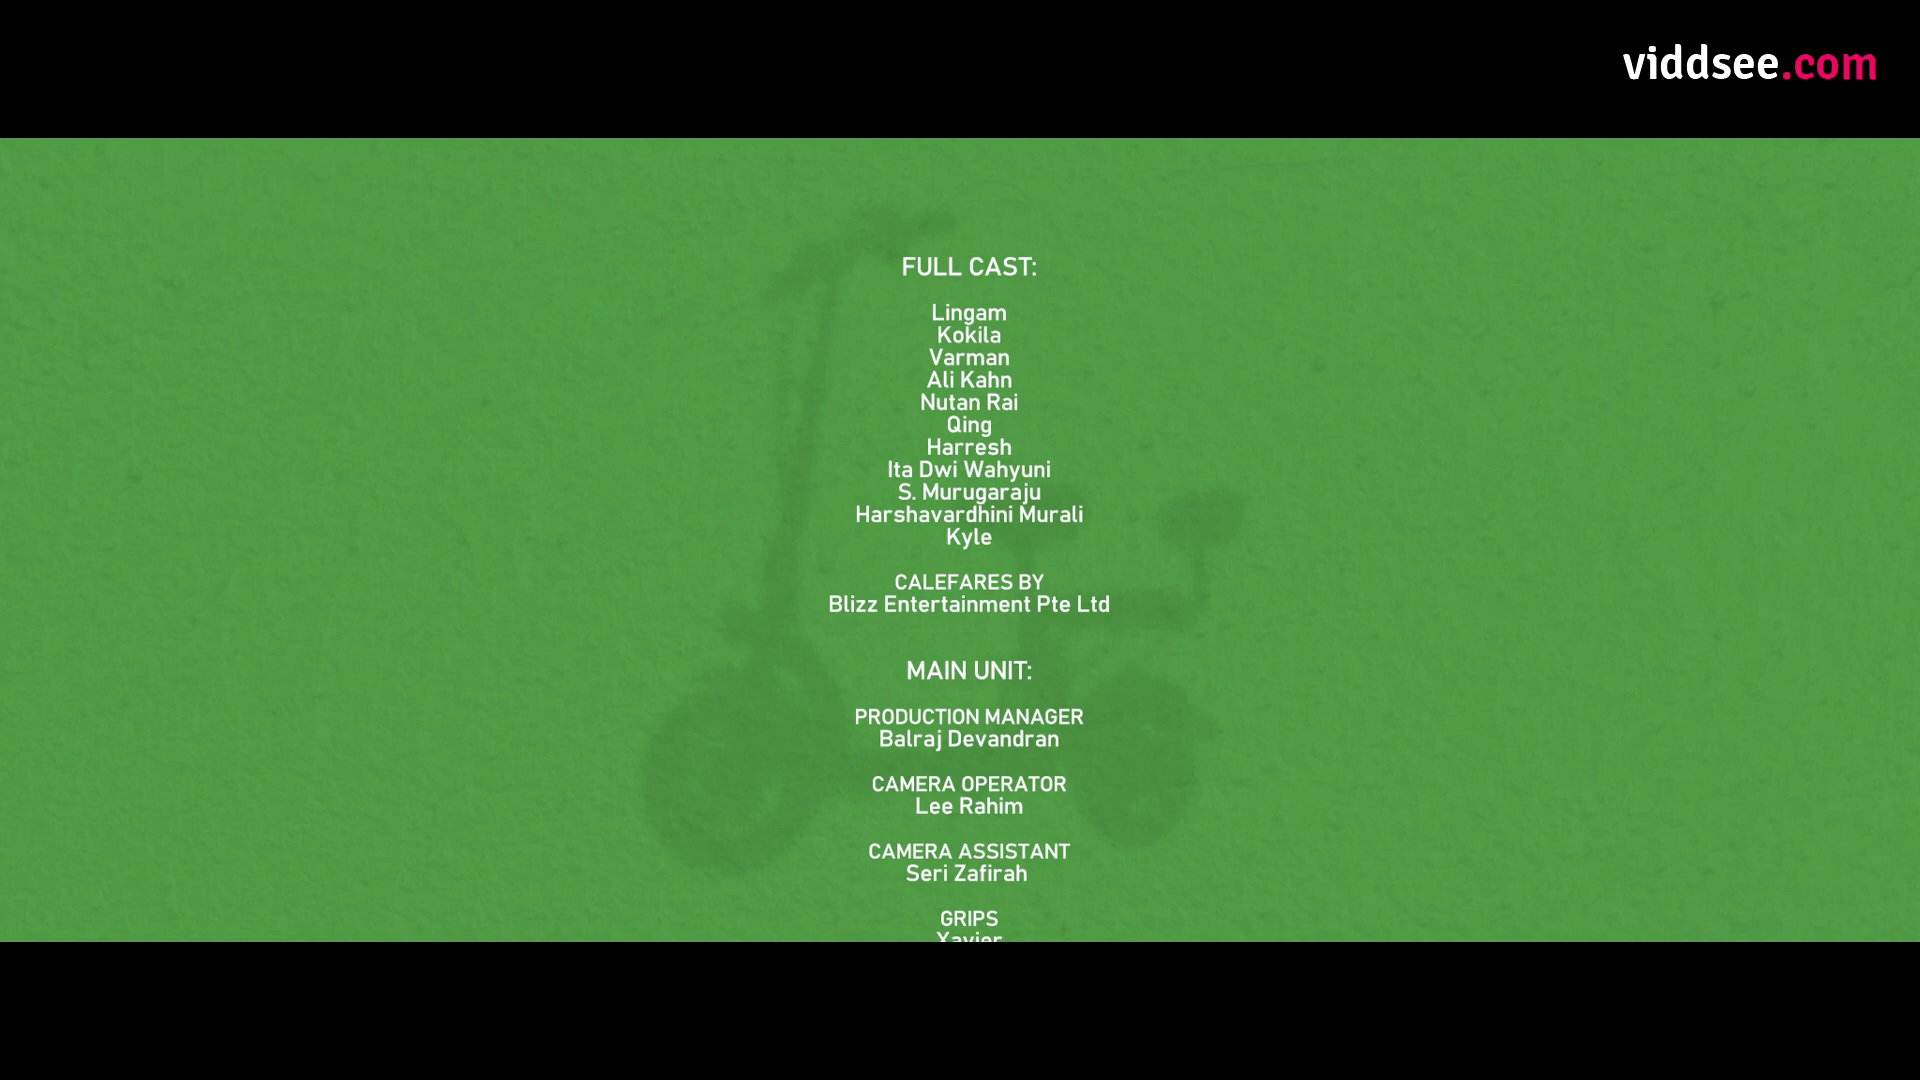 viddsee.com
FULL CAST:
Lingam
Kokila
Varman
Ali Kahn
Nutan Rai
Qing
Harresh
Ita Dwi Wahyuni
S. Murugaraju
Harshavardhini Murali
Kyle
CALEFARES BY
Blizz Entertainment Pte Ltd
MAIN UNIT:
PRODUCTION MANAGER
Balraj Devandran
CAMERA OPERATOR
Lee Rahim
CAMERA ASSISTANT
Seri Zafirah
GRIPS
Xavier